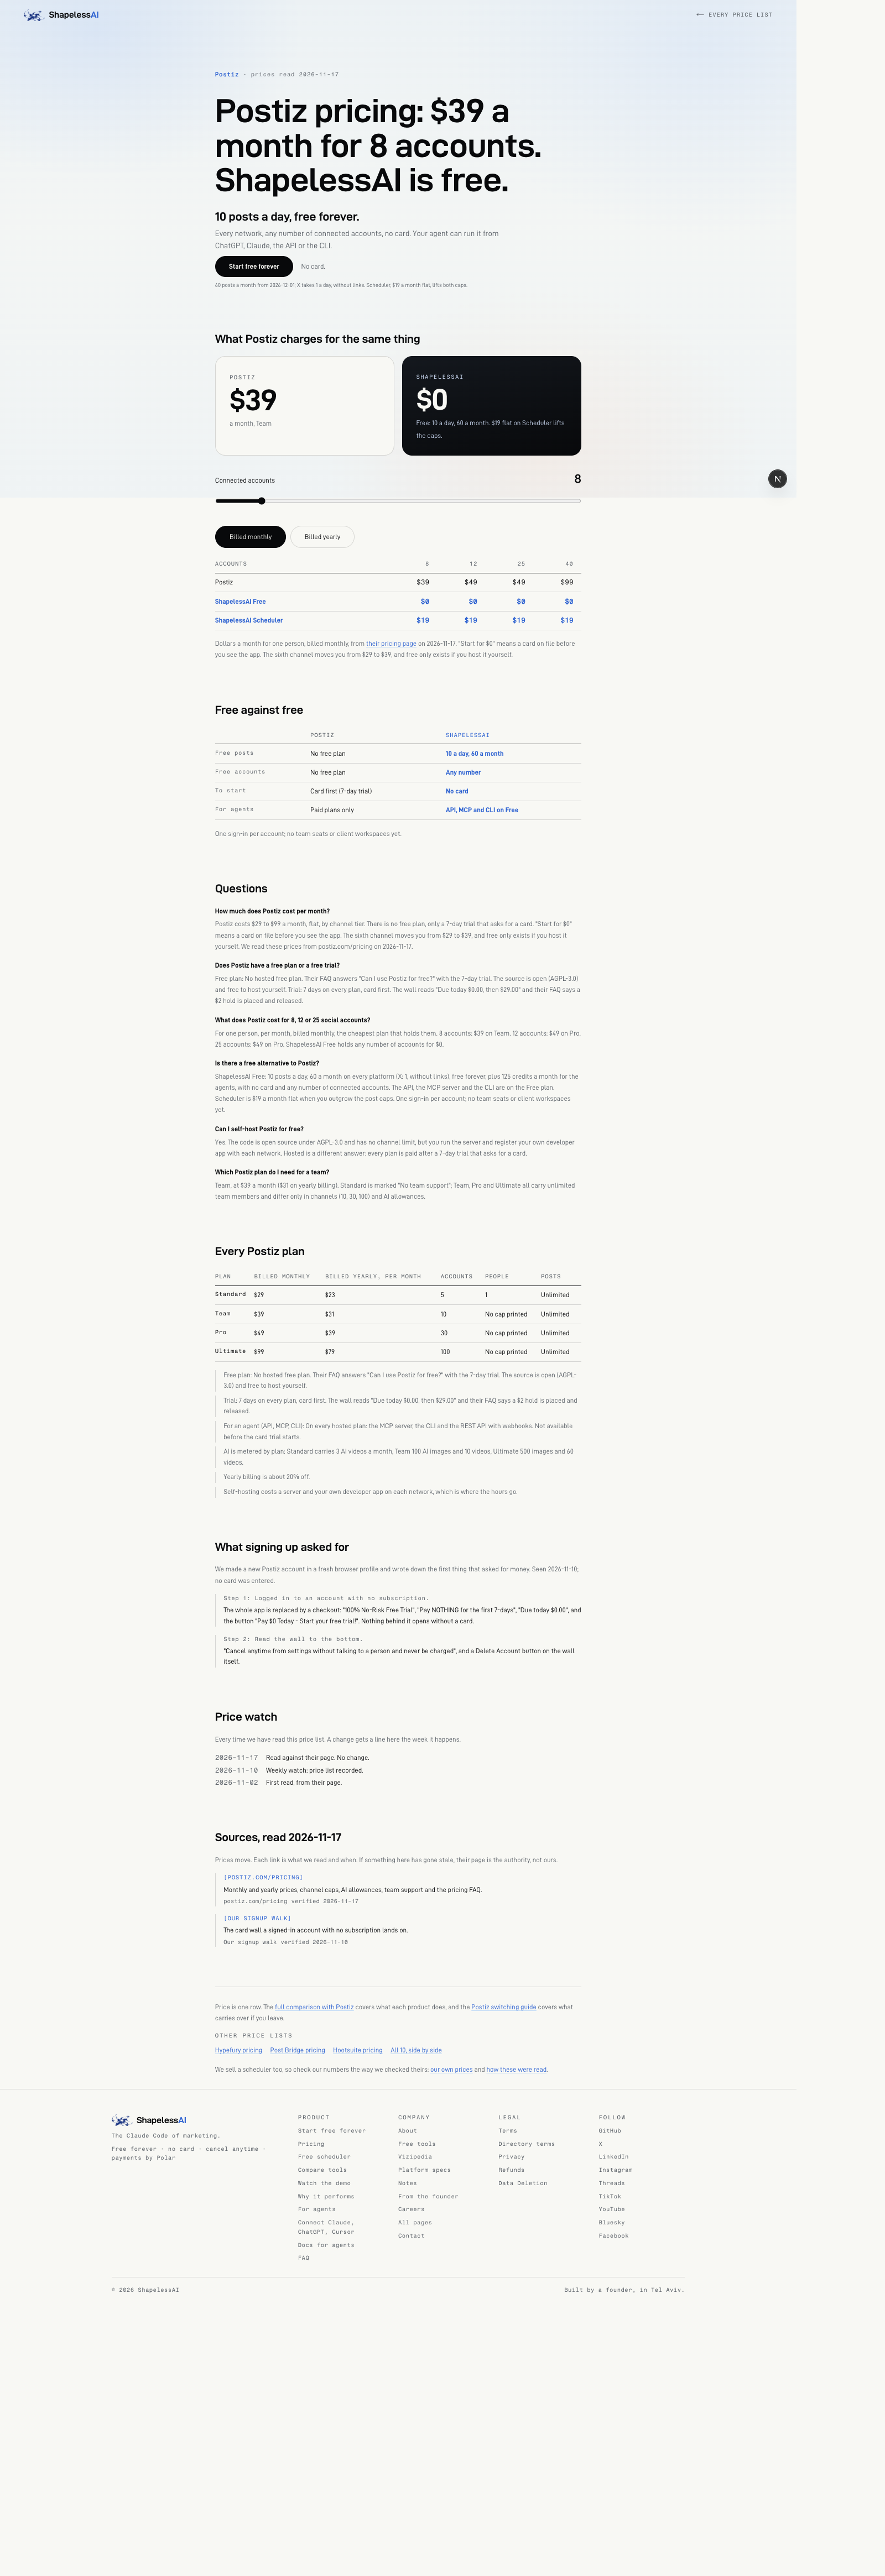 ShapelessAI
← EVERY PRICE LIST
Postiz · prices read 2026-11-17
Postiz pricing: $39 a
month for 8 accounts.
ShapelessAI is free.
10 posts a day, free forever.
Every network, any number of connected accounts, no card. Your agent can run it from
ChatGPT, Claude, the API or the CLI.
Start free forever
No card.
60 posts a month from 2026-12-01; X takes 1 a day, without links. Scheduler, $19 a month flat, lifts both caps.
What Postiz charges for the same thing
POSTIZ
$39
a month, Team
SHAPELESSAI
$0
Free: 10 a day, 60 a month. $19 flat on Scheduler lifts
the caps.
Connected accounts 8
N
Billed monthly Billed yearly
ACCOUNTS 8 12 25 40
Postiz $39 $49 $49 $99
ShapelessAI Free $0 $0 $0 $0
ShapelessAI Scheduler $19 $19 $19 $19
Dollars a month for one person, billed monthly, from their pricing page on 2026-11-17. "Start for $0" means a card on file before
you see the app. The sixth channel moves you from $29 to $39, and free only exists if you host it yourself.
Free against free
POSTIZ SHAPELESSAI
Free posts No free plan 10 a day, 60 a month
Free accounts No free plan Any number
To start Card first (7-day trial) No card
For agents Paid plans only API, MCP and CLI on Free
One sign-in per account; no team seats or client workspaces yet.
Questions
How much does Postiz cost per month?
Postiz costs $29 to $99 a month, flat, by channel tier. There is no free plan, only a 7-day trial that asks for a card. "Start for $0"
means a card on file before you see the app. The sixth channel moves you from $29 to $39, and free only exists if you host it
yourself. We read these prices from postiz.com/pricing on 2026-11-17.
Does Postiz have a free plan or a free trial?
Free plan: No hosted free plan. Their FAQ answers "Can I use Postiz for free?" with the 7-day trial. The source is open (AGPL-3.0)
and free to host yourself. Trial: 7 days on every plan, card first. The wall reads "Due today $0.00, then $29.00" and their FAQ says a
$2 hold is placed and released.
What does Postiz cost for 8, 12 or 25 social accounts?
For one person, per month, billed monthly, the cheapest plan that holds them. 8 accounts: $39 on Team. 12 accounts: $49 on Pro.
25 accounts: $49 on Pro. ShapelessAI Free holds any number of accounts for $0.
Is there a free alternative to Postiz?
ShapelessAI Free: 10 posts a day, 60 a month on every platform (X: 1, without links), free forever, plus 125 credits a month for the
agents, with no card and any number of connected accounts. The API, the MCP server and the CLI are on the Free plan.
Scheduler is $19 a month flat when you outgrow the post caps. One sign-in per account; no team seats or client workspaces
yet.
Can I self-host Postiz for free?
Yes. The code is open source under AGPL-3.0 and has no channel limit, but you run the server and register your own developer
app with each network. Hosted is a different answer: every plan is paid after a 7-day trial that asks for a card.
Which Postiz plan do I need for a team?
Team, at $39 a month ($31 on yearly billing). Standard is marked "No team support"; Team, Pro and Ultimate all carry unlimited
team members and differ only in channels (10, 30, 100) and AI allowances.
Every Postiz plan
PLAN BILLED MONTHLY BILLED YEARLY, PER MONTH ACCOUNTS PEOPLE POSTS
Standard $29 $23 5 1 Unlimited
Team $39 $31 10 No cap printed Unlimited
Pro $49 $39 30 No cap printed Unlimited
Ultimate $99 $79 100 No cap printed Unlimited
Free plan: No hosted free plan. Their FAQ answers "Can I use Postiz for free?" with the 7-day trial. The source is open (AGPL-
3.0) and free to host yourself.
Trial: 7 days on every plan, card first. The wall reads "Due today $0.00, then $29.00" and their FAQ says a $2 hold is placed and
released.
For an agent (API, MCP, CLI): On every hosted plan: the MCP server, the CLI and the REST API with webhooks. Not available
before the card trial starts.
AI is metered by plan: Standard carries 3 AI videos a month, Team 100 AI images and 10 videos, Ultimate 500 images and 60
videos.
Yearly billing is about 20% off.
Self-hosting costs a server and your own developer app on each network, which is where the hours go.
What signing up asked for
We made a new Postiz account in a fresh browser profile and wrote down the first thing that asked for money. Seen 2026-11-10;
no card was entered.
Step 1: Logged in to an account with no subscription.
The whole app is replaced by a checkout: "100% No-Risk Free Trial", "Pay NOTHING for the first 7-days", "Due today $0.00", and
the button "Pay $0 Today - Start your free trial!". Nothing behind it opens without a card.
Step 2: Read the wall to the bottom.
"Cancel anytime from settings without talking to a person and never be charged", and a Delete Account button on the wall
itself.
Price watch
Every time we have read this price list. A change gets a line here the week it happens.
2026-11-17 Read against their page. No change.
2026-11-10 Weekly watch: price list recorded.
2026-11-02 First read, from their page.
Sources, read 2026-11-17
Prices move. Each link is what we read and when. If something here has gone stale, their page is the authority, not ours.
[POSTIZ.COM/PRICING]
Monthly and yearly prices, channel caps, AI allowances, team support and the pricing FAQ.
postiz.com/pricing verified 2026-11-17
[OUR SIGNUP WALK]
The card wall a signed-in account with no subscription lands on.
Our signup walk verified 2026-11-10
Price is one row. The full comparison with Postiz covers what each product does, and the Postiz switching guide covers what
carries over if you leave.
OTHER PRICE LISTS
Hypefury pricing Post Bridge pricing Hootsuite pricing All 10, side by side
We sell a scheduler too, so check our numbers the way we checked theirs: our own prices and how these were read.
ShapelessAI
The Claude Code of marketing.
Free forever · no card · cancel anytime ·
payments by Polar
PRODUCT
Start free forever
Pricing
Free scheduler
Compare tools
Watch the demo
Why it performs
For agents
Connect Claude,
ChatGPT, Cursor
Docs for agents
FAQ
COMPANY
About
Free tools
Vizipedia
Platform specs
Notes
From the founder
Careers
All pages
Contact
LEGAL
Terms
Directory terms
Privacy
Refunds
Data Deletion
FOLLOW
GitHub
X
LinkedIn
Instagram
Threads
TikTok
YouTube
Bluesky
Facebook
© 2026 ShapelessAI
Built by a founder, in Tel Aviv.